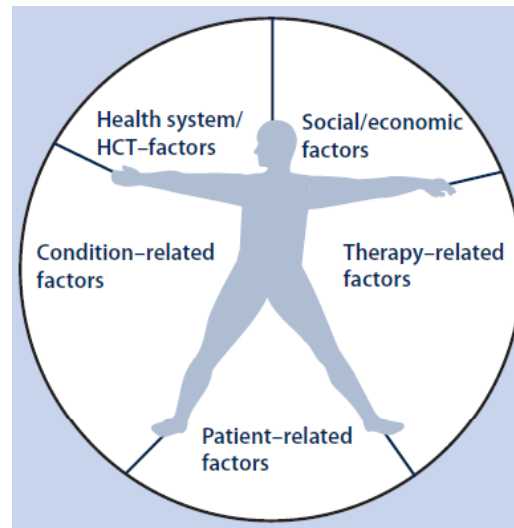 Health system/
HCT–factors
Social/economic
factors
Condition–related
factors
Therapy–related
factors
Patient–related
factors